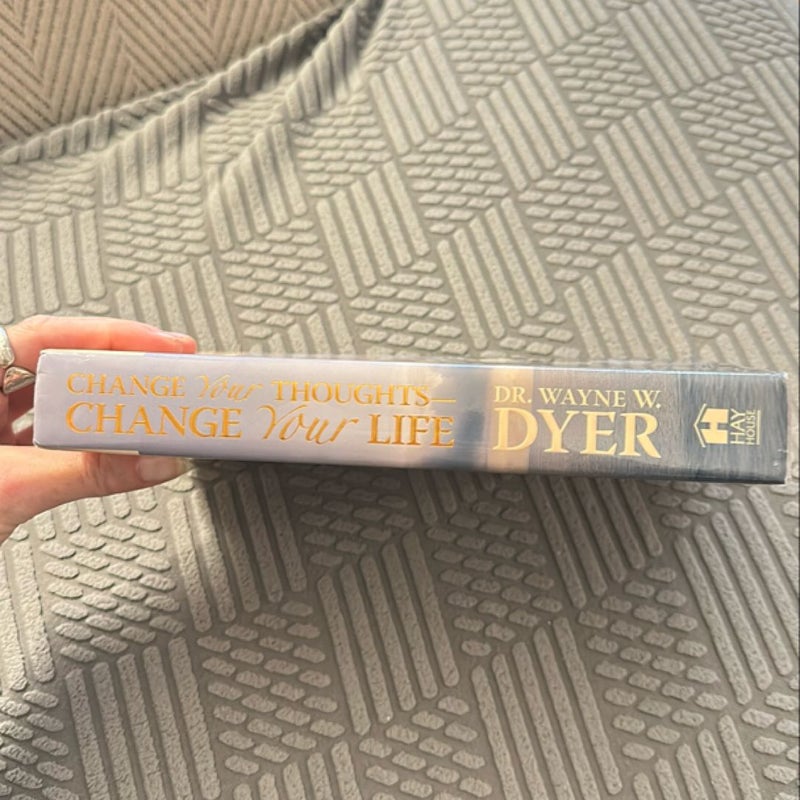 CHANGE Your THOUGHTS—
CHANGE Your LIFE
DR. WAYNE W.
DYER
HAY
HOUSE